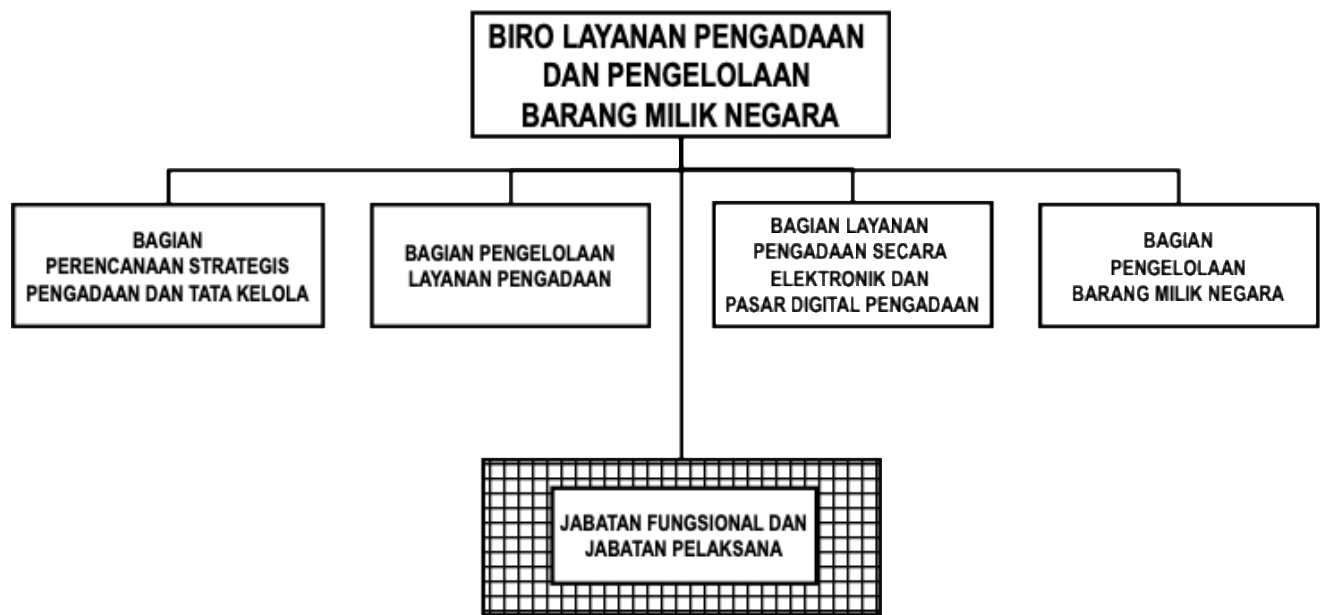 BIRO LAYANAN PENGADAAN
DAN PENGELOLAAN
BARANG MILIK NEGARA
BAGIAN
PERENCANAAN STRATEGIS
PENGADAAN DAN TATA KELOLA
BAGIAN PENGELOLAAN
LAYANAN PENGADAAN
BAGIAN LAYANAN
PENGADAAN SECARA
ELEKTRONIK DAN
PASAR DIGITAL PENGADAAN
BAGIAN
PENGELOLAAN
BARANG MILIK NEGARA
JABATAN FUNGSIONAL DAN
JABATAN PELAKSANA